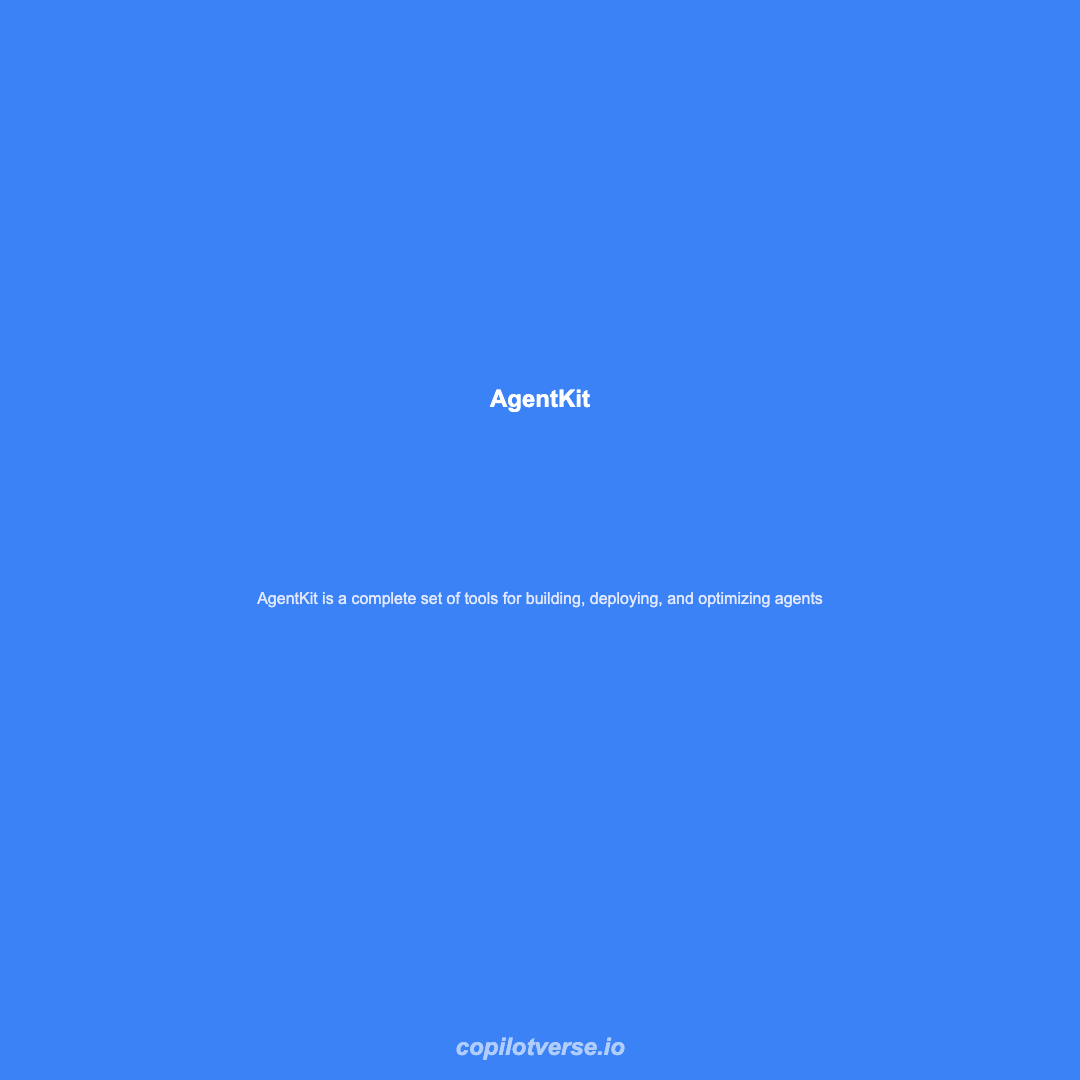 AgentKit
AgentKit is a complete set of tools for building, deploying, and optimizing agents
copilotverse.io